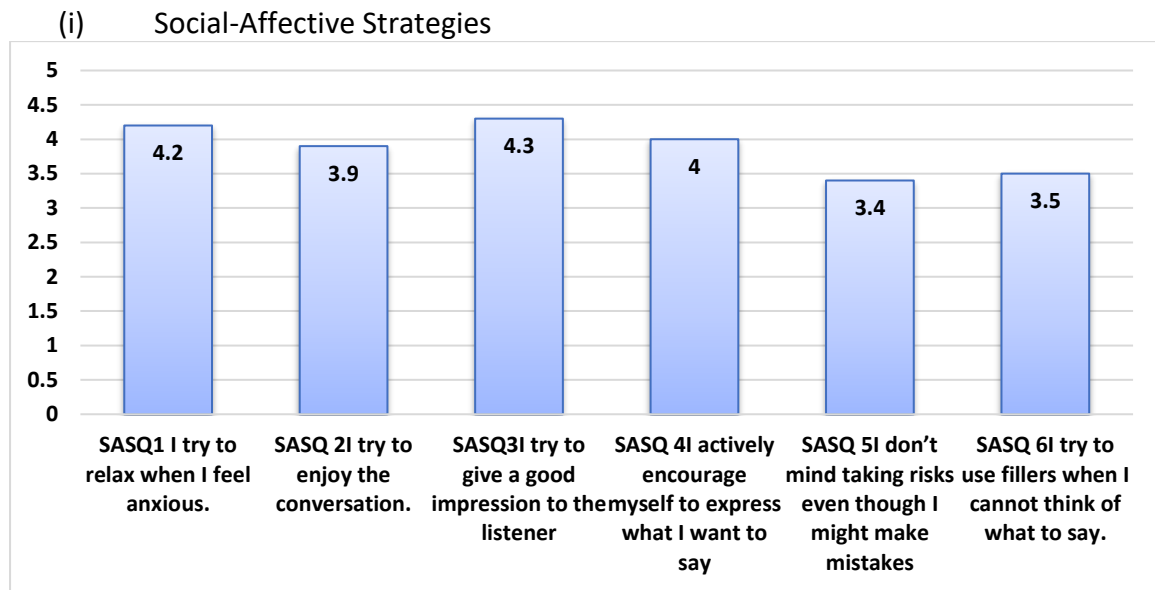 (i) Social-Affective Strategies
5
4.5
4
3.5
3
2.5
2
1.5
1
0.5
0
4.2
3.9
4.3
4
3.4
3.5
SASQ1 I try to
relax when I feel
anxious.
SASQ 2I try to
enjoy the
conversation.
SASQ3I try to
give a good
impression to the
listener
SASQ 4I actively
encourage
myself to express
what I want to
say
SASQ 5I don’t
mind taking risks
even though I
might make
mistakes
SASQ 6I try to
use fillers when I
cannot think of
what to say.